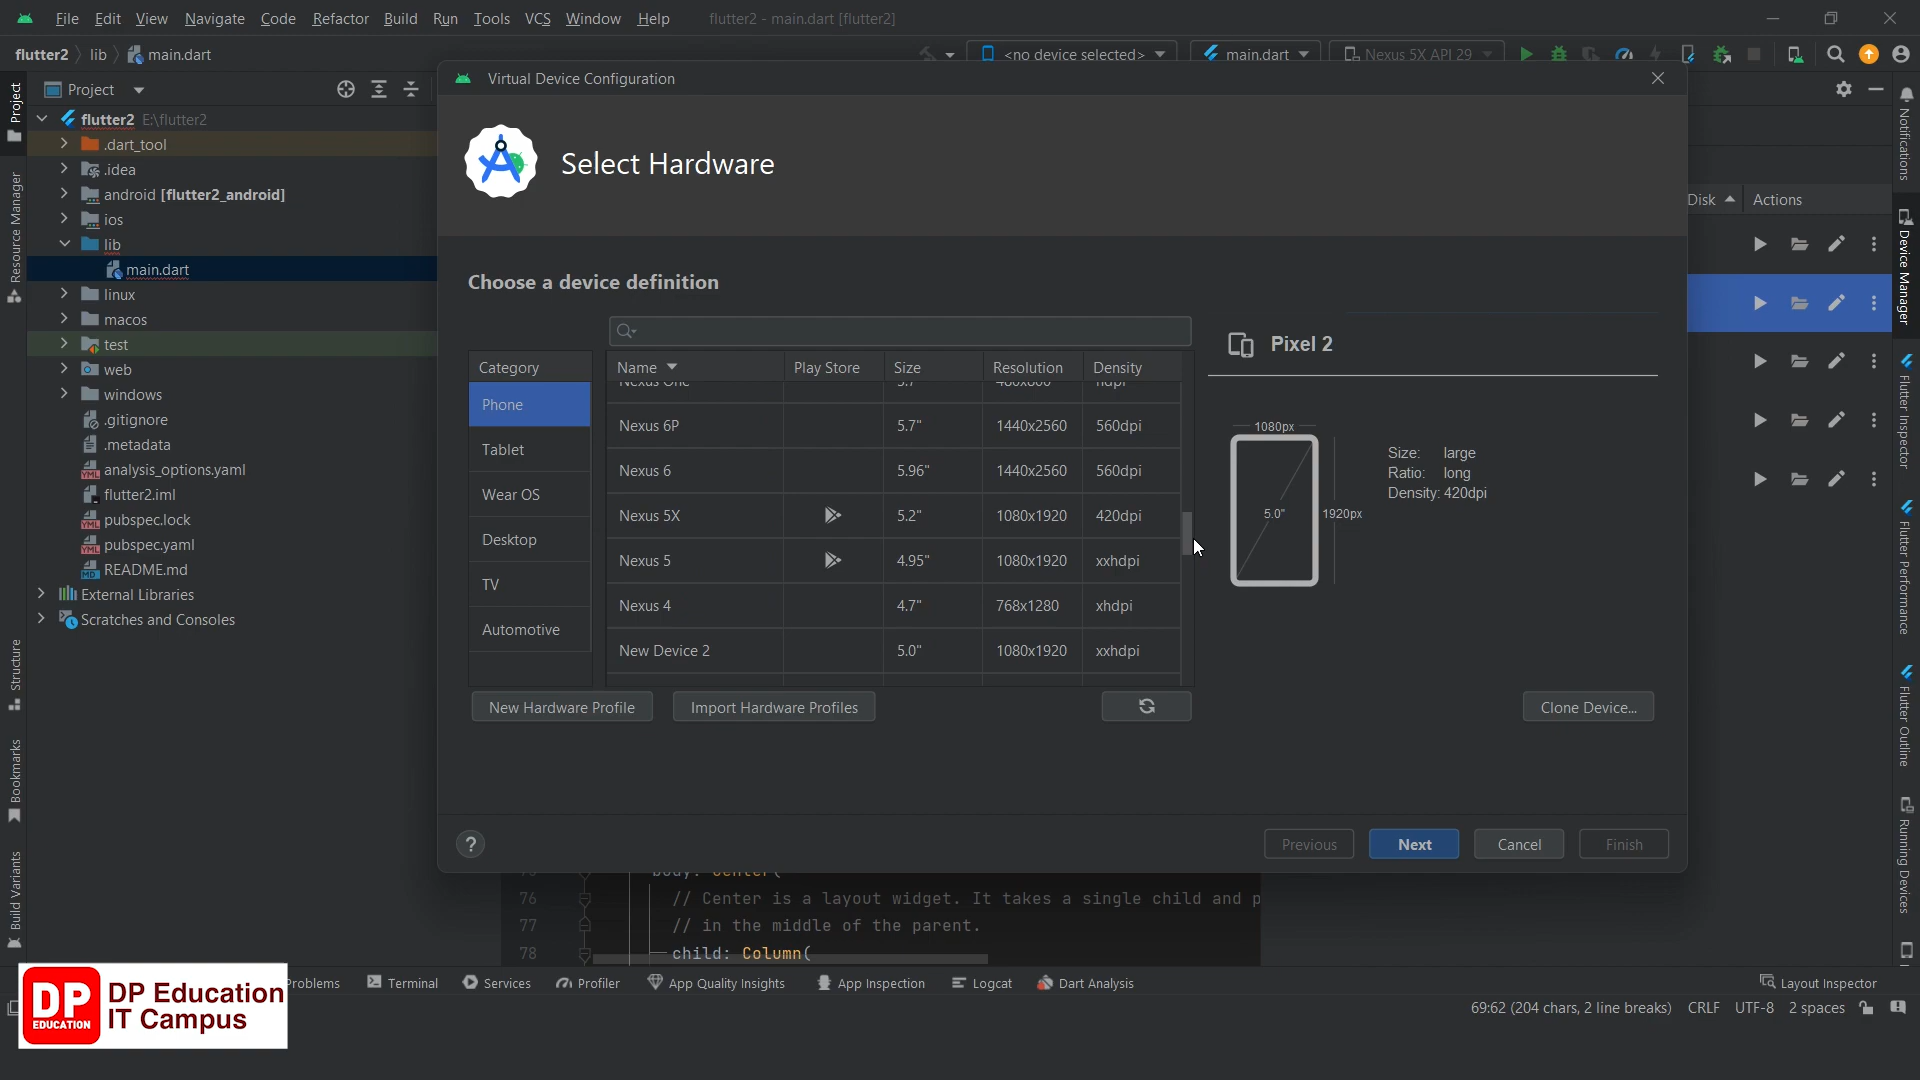 File Edit View Navigate Code Refactor Build Run Tools VCS Window Help flutter2 - main.dart [flutter2]
flutter2 lib main.dart <no device selected> main.dart Nexus 5X API 29
Project
Virtual Device Configuration
flutter2 E:\flutter2
.dart_tool
.idea
android [flutter2_android]
ios
lib
main.dart
linux
macos
test
web
windows
.gitignore
.metadata
analysis_options.yaml
flutter2.iml
pubspec.lock
pubspec.yaml
README.md
External Libraries
Scratches and Consoles
Project
Resource Manager
Structure
Bookmarks
Build Variants
Select Hardware
Choose a device definition
Category
Phone
Tablet
Wear OS
Desktop
TV
Automotive
Name Play Store Size Resolution Density
Nexus One 3.7" 480x800 hdpi
Nexus 6P 5.7" 1440x2560 560dpi
Nexus 6 5.96" 1440x2560 560dpi
Nexus 5X 5.2" 1080x1920 420dpi
Nexus 5 4.95" 1080x1920 xxhdpi
Nexus 4 4.7" 768x1280 xhdpi
New Device 2 5.0" 1080x1920 xxhdpi
New Hardware Profile Import Hardware Profiles
Pixel 2
1080px
5.0"
1920px
Size: large
Ratio: long
Density: 420dpi
Clone Device...
? Previous Next Cancel Finish
Disk Actions
Notifications
Device Manager
Flutter Inspector
Flutter Performance
Flutter Outline
Running Devices
body: Center(
76 // Center is a layout widget. It takes a single child and p
77 // in the middle of the parent.
78 child: Column(
Problems Terminal Services Profiler App Quality Insights App Inspection Logcat Dart Analysis Layout Inspector
69:62 (204 chars, 2 line breaks) CRLF UTF-8 2 spaces
DP EDUCATION
DP Education
IT Campus